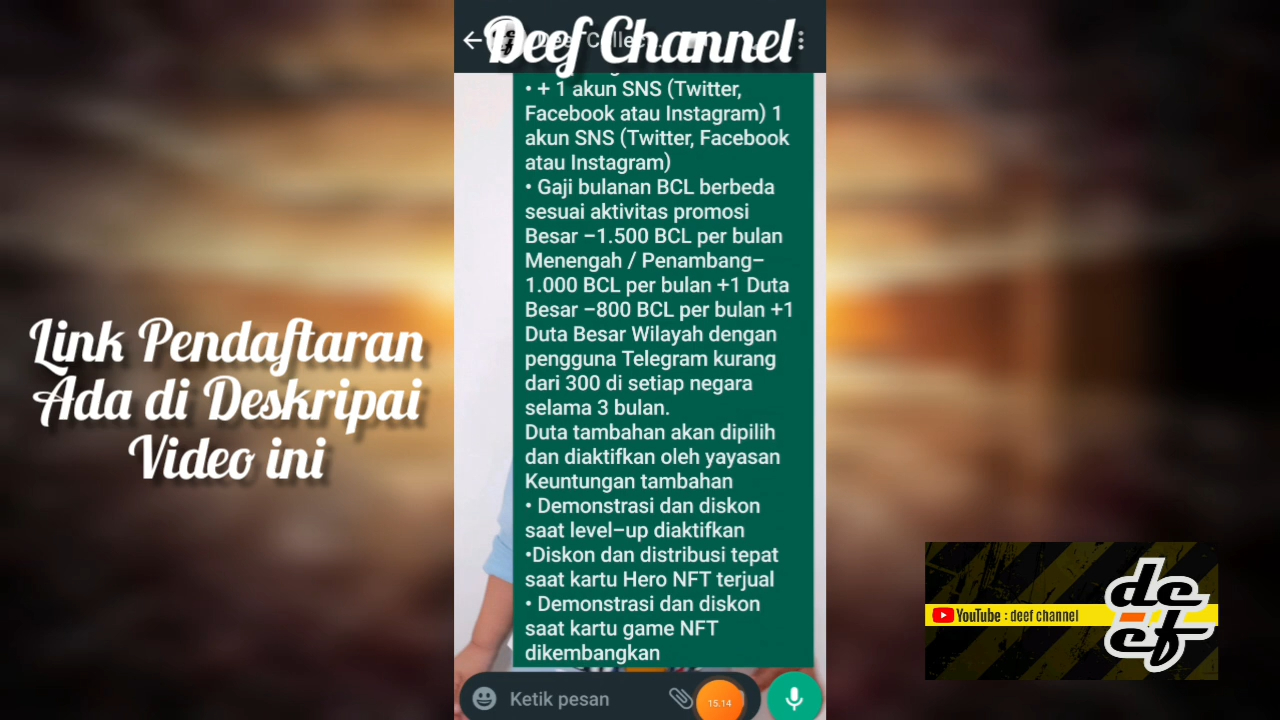 Deef Channel
• + 1 akun SNS (Twitter,
Facebook atau Instagram) 1
akun SNS (Twitter, Facebook
atau Instagram)
• Gaji bulanan BCL berbeda
sesuai aktivitas promosi
Besar –1.500 BCL per bulan
Menengah / Penambang–
1.000 BCL per bulan +1 Duta
Besar –800 BCL per bulan +1
Duta Besar Wilayah dengan
pengguna Telegram kurang
dari 300 di setiap negara
selama 3 bulan.
Duta tambahan akan dipilih
dan diaktifkan oleh yayasan
Keuntungan tambahan
• Demonstrasi dan diskon
saat level–up diaktifkan
•Diskon dan distribusi tepat
saat kartu Hero NFT terjual
• Demonstrasi dan diskon
saat kartu game NFT
dikembangkan
Ketik pesan
15.14
Link Pendaftaran
Ada di Deskripai
Video ini
YouTube : deef channel
de
ef